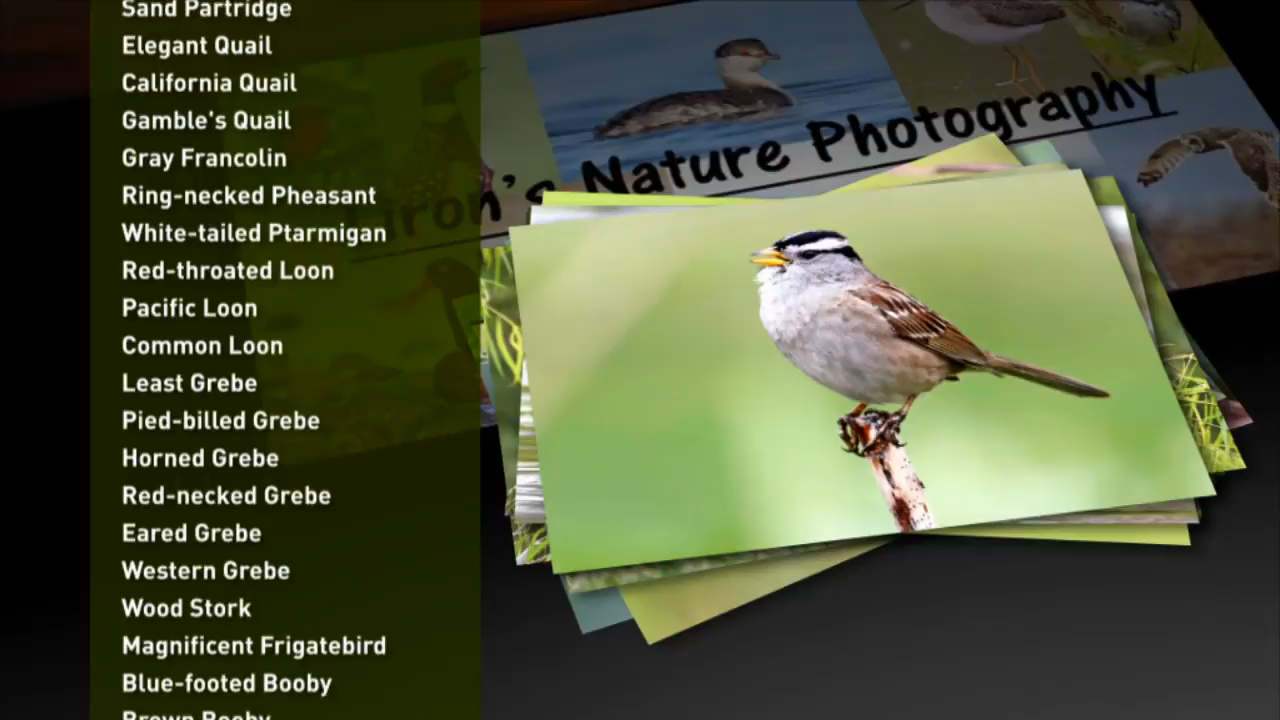 Sand Partridge
Elegant Quail
California Quail
Gamble's Quail
Gray Francolin
Ring-necked Pheasant
White-tailed Ptarmigan
Red-throated Loon
Pacific Loon
Common Loon
Least Grebe
Pied-billed Grebe
Horned Grebe
Red-necked Grebe
Eared Grebe
Western Grebe
Wood Stork
Magnificent Frigatebird
Blue-footed Booby
Brown Booby
Nature Photography